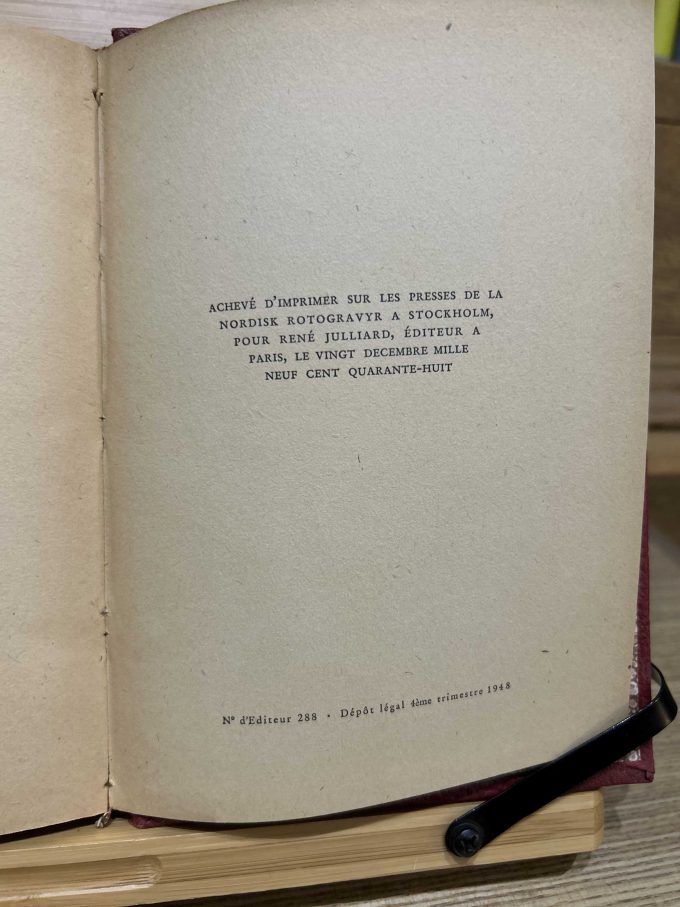 ACHEVÉ D'IMPRIMER SUR LES PRESSES DE LA
NORDISK ROTOGRAVYR A STOCKHOLM,
POUR RENÉ JULLIARD, ÉDITEUR A
PARIS, LE VINGT DECEMBRE MILLE
NEUF CENT QUARANTE-HUIT
N° d'Editeur 288 · Dépôt légal 4ème trimestre 1948